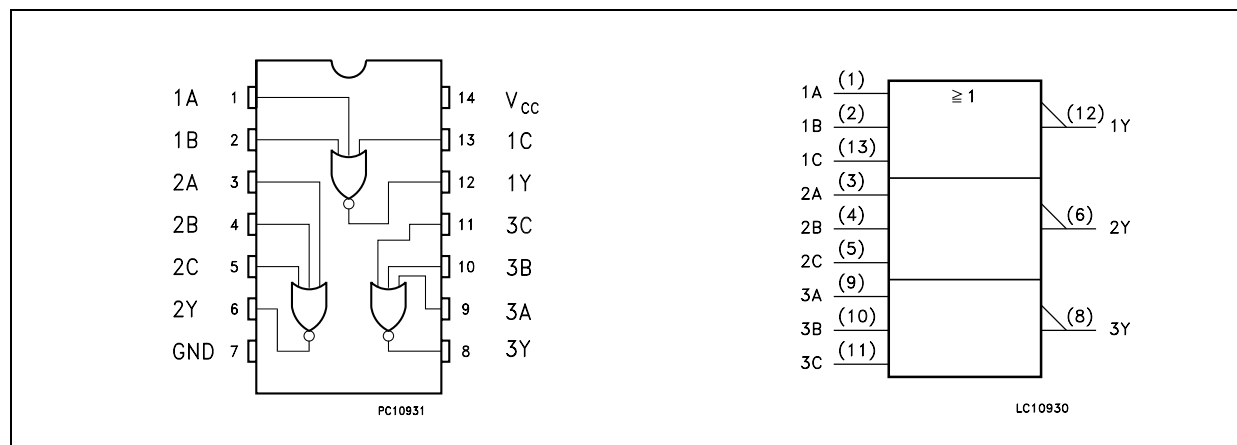 1A 1 14 V_CC
1B 2 13 1C
2A 3 12 1Y
2B 4 11 3C
2C 5 10 3B
2Y 6 9 3A
GND 7 8 3Y
PC10931
≧1
1A (1)
1B (2)
1C (13)
2A (3)
2B (4)
2C (5)
3A (9)
3B (10)
3C (11)
(12) 1Y
(6) 2Y
(8) 3Y
LC10930